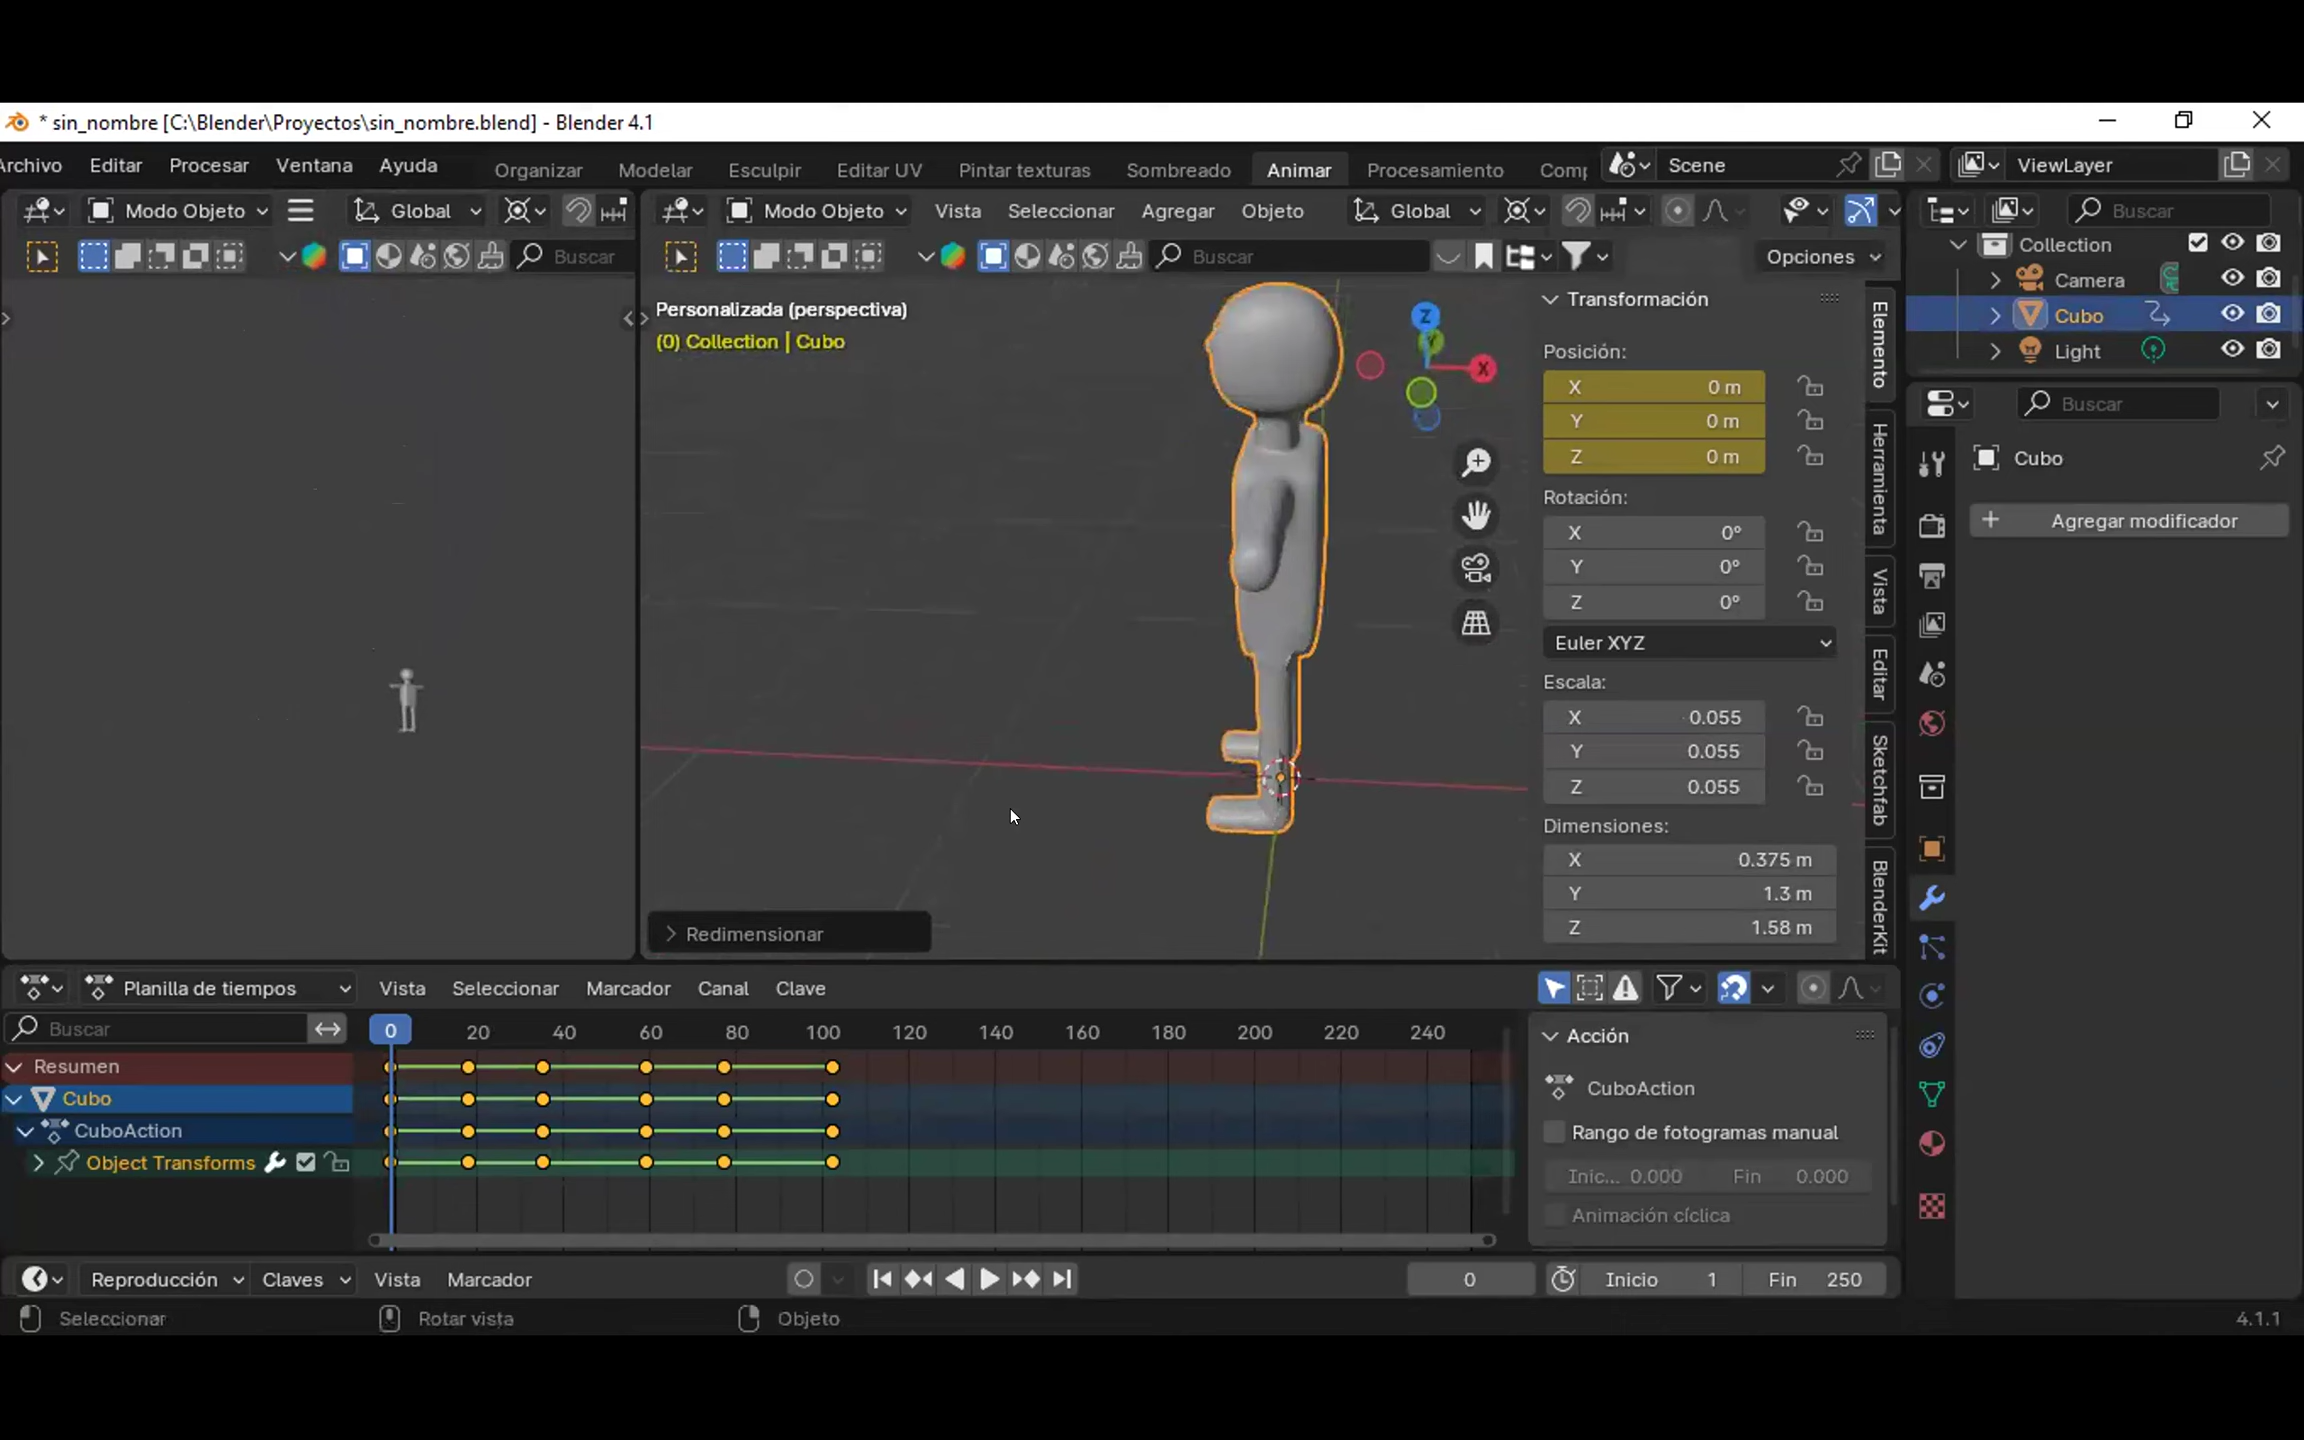 * sin_nombre [C:\Blender\Proyectos\sin_nombre.blend] - Blender 4.1
Archivo Editar Procesar Ventana Ayuda Organizar Modelar Esculpir Editar UV Pintar texturas Sombreado Animar Procesamiento Comp Scene ViewLayer
Modo Objeto Global Modo Objeto Vista Seleccionar Agregar Objeto Global Buscar
Buscar Buscar Opciones
Collection
Camera
Cubo
Light
Buscar
Cubo
Agregar modificador
Personalizada (perspectiva)
(0) Collection | Cubo
Z
Y
X
Transformación
Posición:
X 0 m
Y 0 m
Z 0 m
Rotación:
X 0°
Y 0°
Z 0°
Euler XYZ
Escala:
X 0.055
Y 0.055
Z 0.055
Dimensiones:
X 0.375 m
Y 1.3 m
Z 1.58 m
Elemento
Herramienta
Vista
Editar
Sketchfab
BlenderKit
Redimensionar
Planilla de tiempos Vista Seleccionar Marcador Canal Clave
Buscar 0 20 40 60 80 100 120 140 160 180 200 220 240
Resumen
Cubo
CuboAction
Object Transforms
Acción
CuboAction
Rango de fotogramas manual
Inic... 0.000 Fin 0.000
Animación cíclica
Reproducción Claves Vista Marcador 0 Inicio 1 Fin 250
Seleccionar Rotar vista Objeto 4.1.1